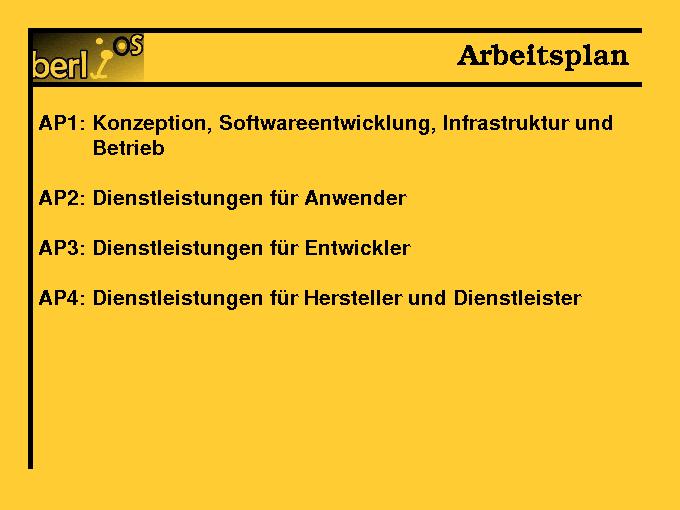 berliOS
Arbeitsplan
AP1: Konzeption, Softwareentwicklung, Infrastruktur und
Betrieb
AP2: Dienstleistungen für Anwender
AP3: Dienstleistungen für Entwickler
AP4: Dienstleistungen für Hersteller und Dienstleister